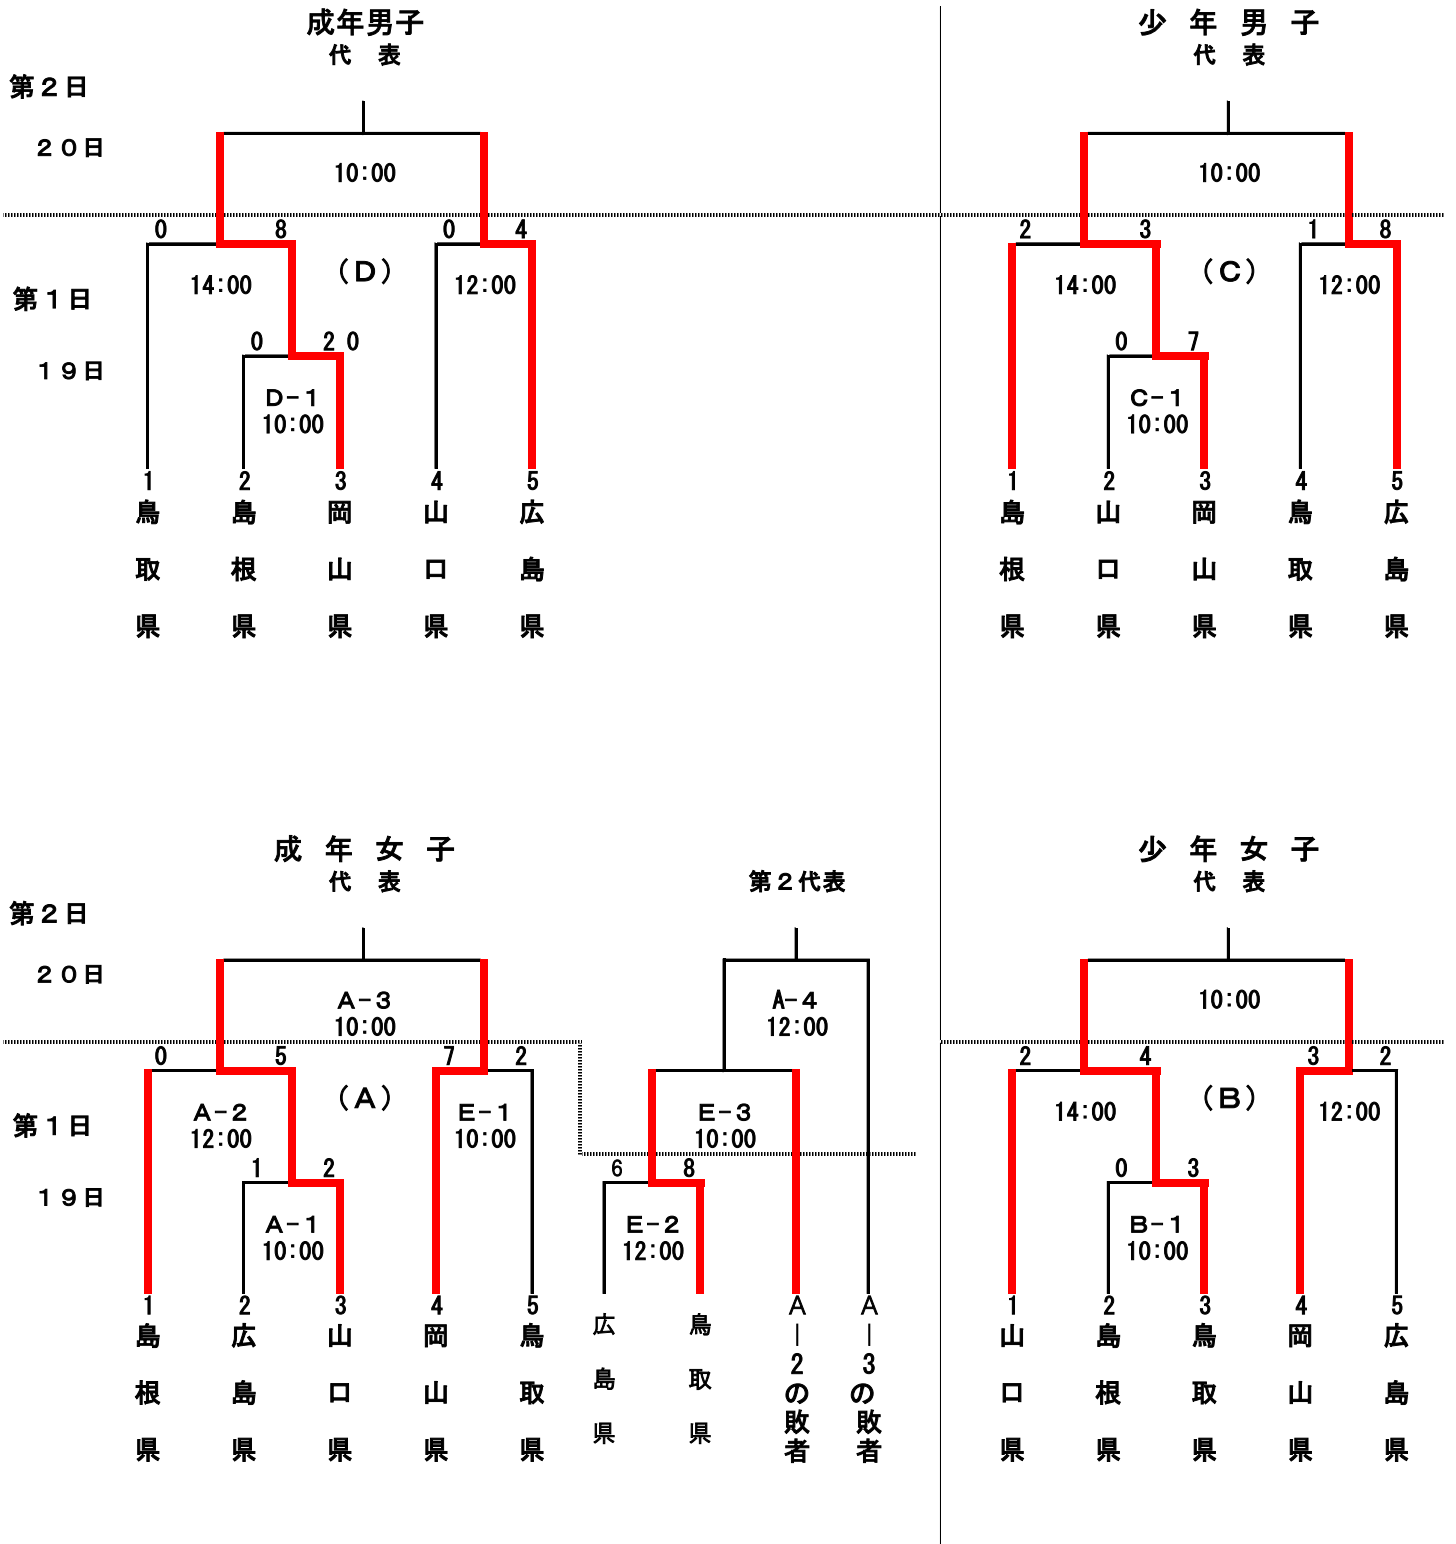 成年男子
代　表
第２日
２０日
10:00
0 8 0 4
（Ｄ）
14:00 12:00
第１日
0 ２０
１９日
Ｄ－１
10:00
1 2 3 4 5
鳥取県 島根県 岡山県 山口県 広島県
少　年　男　子
代　表
10:00
2 3 1 8
（Ｃ）
14:00 12:00
0 7
Ｃ－１
10:00
1 2 3 4 5
島根県 山口県 岡山県 鳥取県 広島県
成　年　女　子
代　表
第２日
２０日
Ａ－３
10:00
0 5 7 2
（Ａ）
Ａ－２ Ｅ－１
12:00 10:00
第１日
1 2
１９日
Ａ－１
10:00
1 2 3 4 5
島根県 広島県 山口県 岡山県 鳥取県
第２代表
A－４
12:00
Ｅ－３
10:00
6 8
Ｅ－２
12:00
広島県 鳥取県 Ａ－２の敗者 Ａ－３の敗者
少　年　女　子
代　表
10:00
2 4 3 2
（Ｂ）
14:00 12:00
0 3
Ｂ－１
10:00
1 2 3 4 5
山口県 島根県 鳥取県 岡山県 広島県